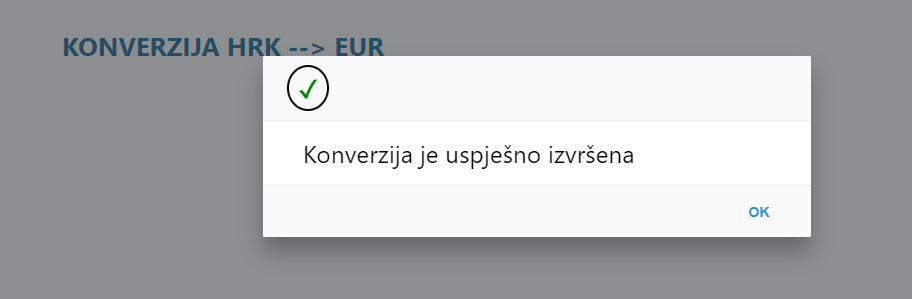 KONVERZIJA HRK --> EUR
Konverzija je uspješno izvršena
OK